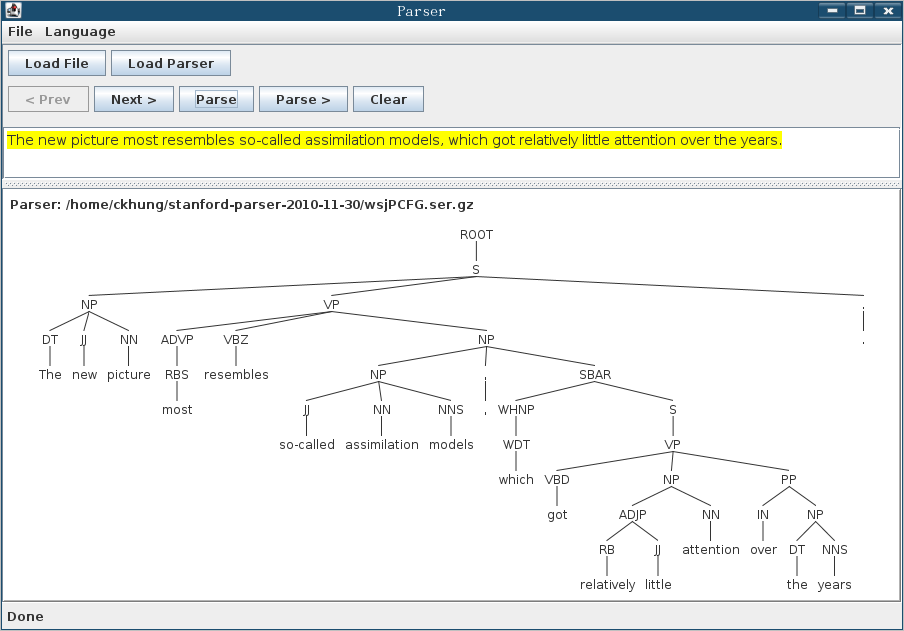 Parser
File Language
Load File Load Parser
< Prev Next > Parse Parse > Clear
The new picture most resembles so-called assimilation models, which got relatively little attention over the years.
Parser: /home/ckhung/stanford-parser-2010-11-30/wsjPCFG.ser.gz
ROOT
S
NP VP .
DT JJ NN ADVP VBZ NP .
The new picture RBS resembles NP , SBAR
most JJ NN NNS , WHNP S
so-called assimilation models WDT VP
which VBD NP PP
got ADJP NN IN NP
RB JJ attention over DT NNS
relatively little the years
Done